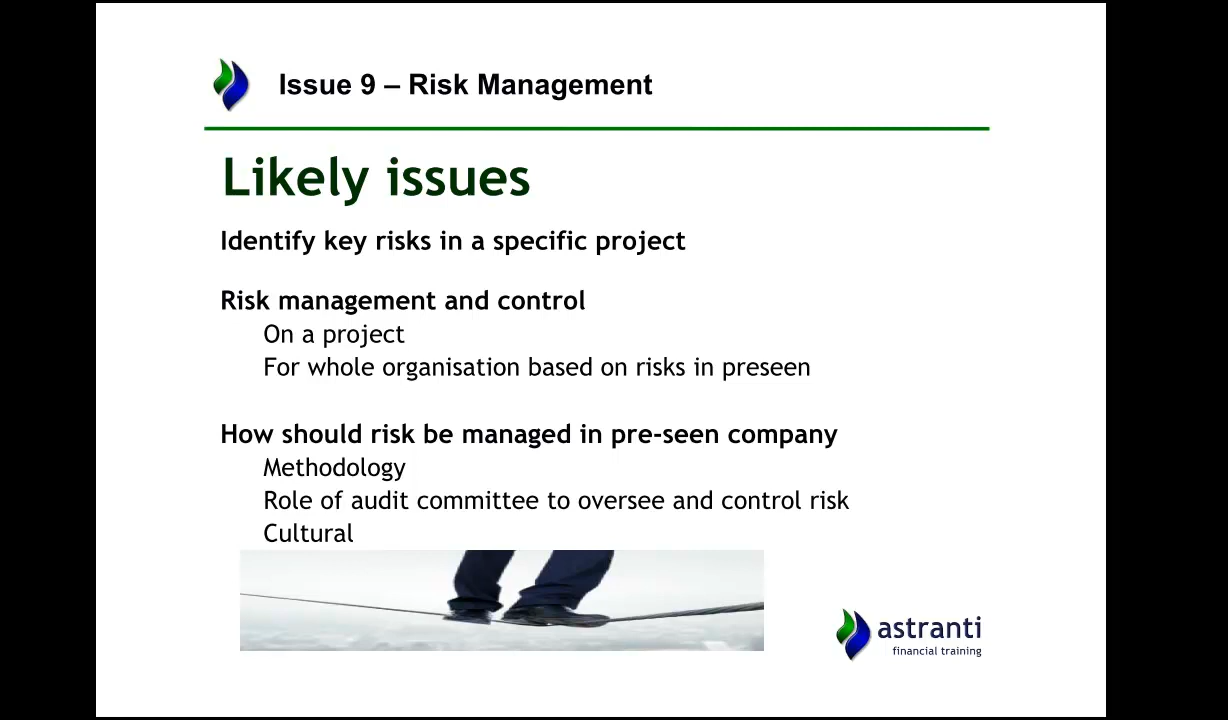 Issue 9 – Risk Management
Likely issues
Identify key risks in a specific project
Risk management and control
On a project
For whole organisation based on risks in preseen
How should risk be managed in pre-seen company
Methodology
Role of audit committee to oversee and control risk
Cultural
astranti
financial training